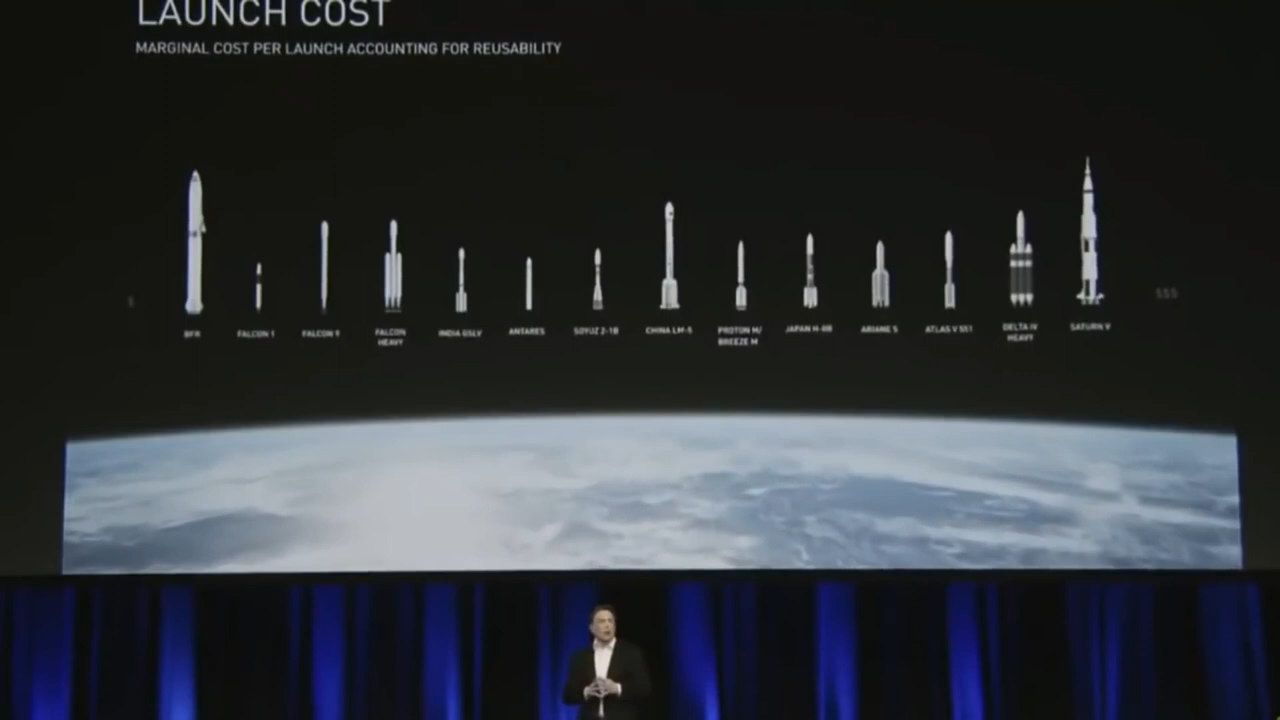 LAUNCH COST
MARGINAL COST PER LAUNCH ACCOUNTING FOR REUSABILITY
$
$$$
BFR
FALCON 1
FALCON 9
FALCON
HEAVY
INDIA GSLV
ANTARES
SOYUZ 2-1B
CHINA LM-5
PROTON M/
BREEZE M
JAPAN H-IIB
ARIANE 5
ATLAS V 551
DELTA IV
HEAVY
SATURN V